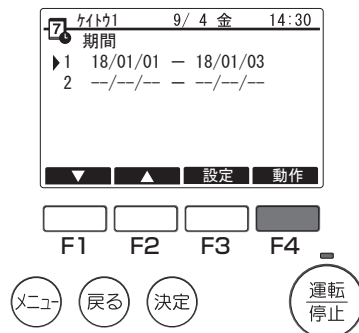 7 ｹｲﾄｳ1 9/ 4 金 14:30
期間
1 18/01/01 － 18/01/03
2 --/--/-- － --/--/--
▼ ▲ 設定 動作
F1 F2 F3 F4
メニュー 戻る 決定 運転
停止